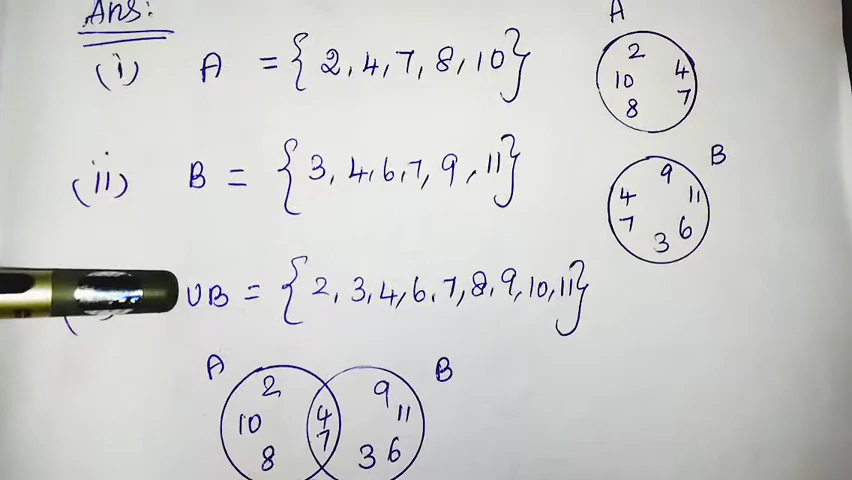 Ans:
(i) A = {2, 4, 7, 8, 10}
A
2
10 4
8 7
(ii) B = {3, 4, 6, 7, 9, 11}
B
9
4 11
7 6
3
∪B = {2, 3, 4, 6, 7, 8, 9, 10, 11}
A B
2 9
10 4 11
7
8 3 6